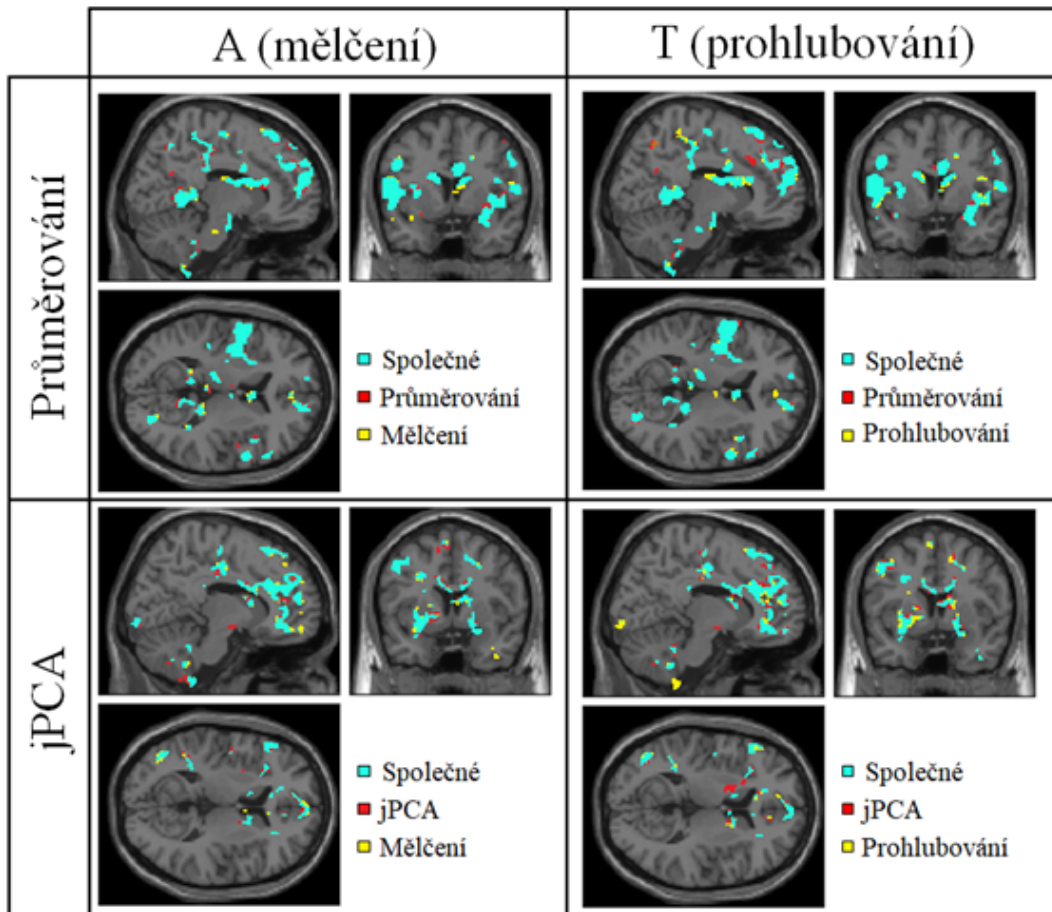 A (mělčení)
T (prohlubování)
Průměrování
Společné
Průměrování
Mělčení
Společné
Průměrování
Prohlubování
jPCA
Společné
jPCA
Mělčení
Společné
jPCA
Prohlubování